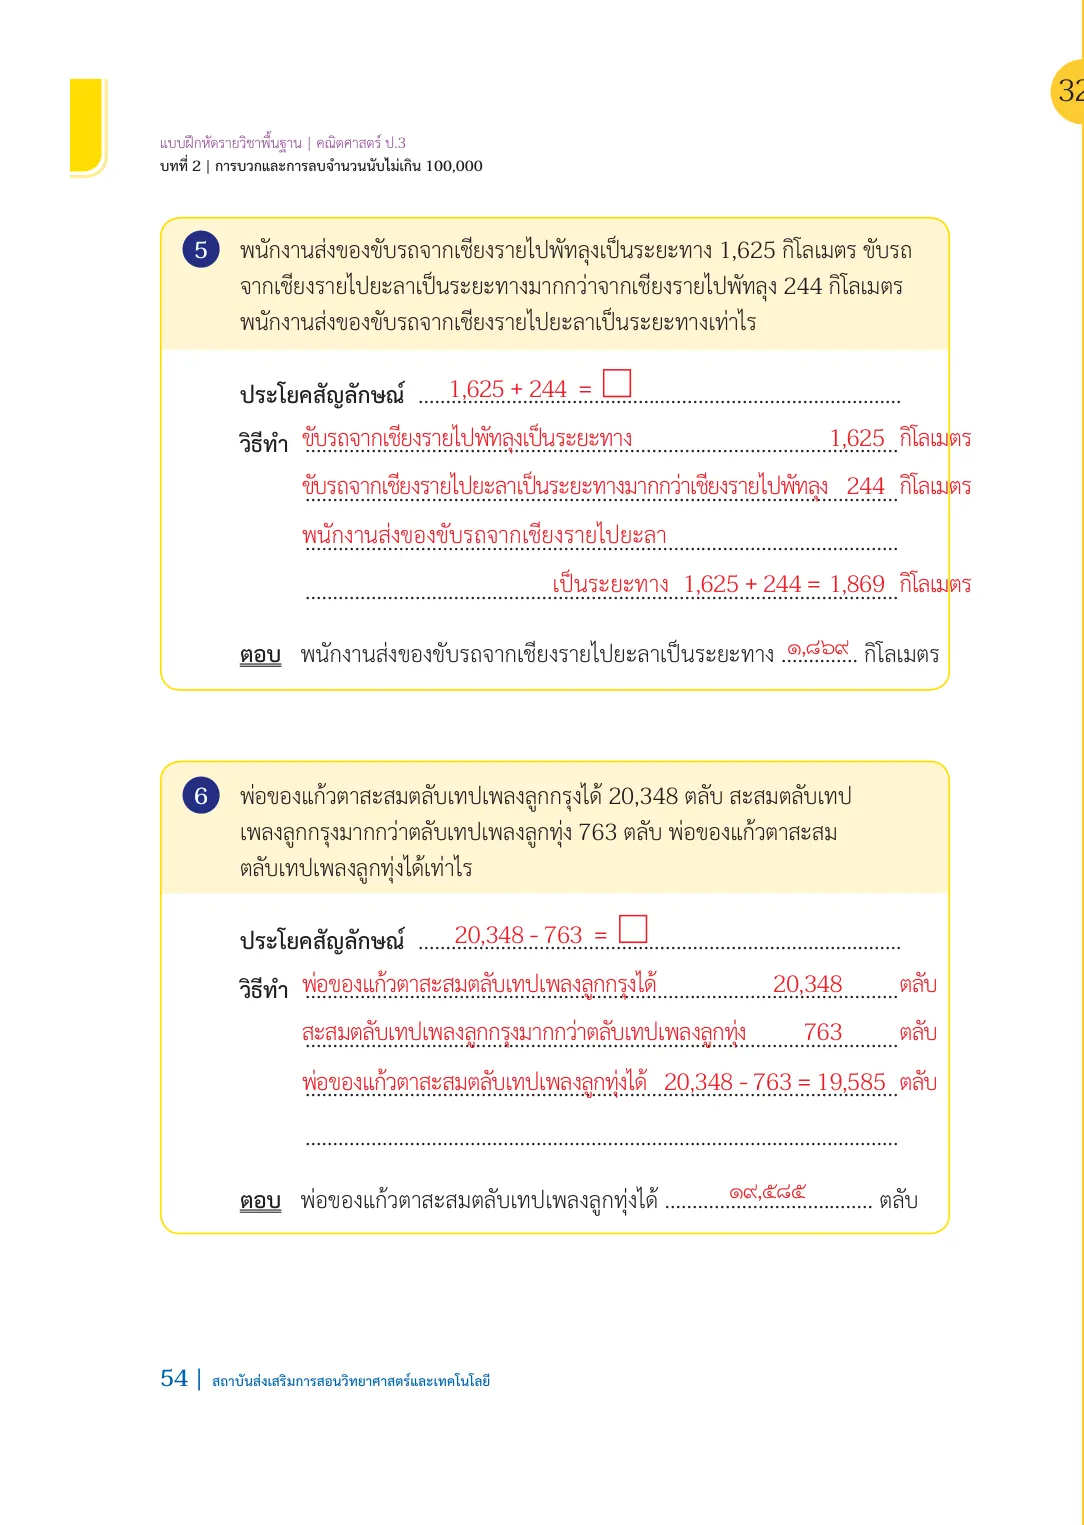 32
แบบฝึกหัดรายวิชาพื้นฐาน | คณิตศาสตร์ ป.3
บทที่ 2 | การบวกและการลบจำนวนนับไม่เกิน 100,000
5 พนักงานส่งของขับรถจากเชียงรายไปพัทลุงเป็นระยะทาง 1,625 กิโลเมตร ขับรถ
จากเชียงรายไปยะลาเป็นระยะทางมากกว่าจากเชียงรายไปพัทลุง 244 กิโลเมตร
พนักงานส่งของขับรถจากเชียงรายไปยะลาเป็นระยะทางเท่าไร
ประโยคสัญลักษณ์ 1,625 + 244 = □
วิธีทำ ขับรถจากเชียงรายไปพัทลุงเป็นระยะทาง 1,625 กิโลเมตร
ขับรถจากเชียงรายไปยะลาเป็นระยะทางมากกว่าเชียงรายไปพัทลุง 244 กิโลเมตร
พนักงานส่งของขับรถจากเชียงรายไปยะลา
เป็นระยะทาง 1,625 + 244 = 1,869 กิโลเมตร
ตอบ พนักงานส่งของขับรถจากเชียงรายไปยะลาเป็นระยะทาง ๑,๘๖๙ กิโลเมตร
6 พ่อของแก้วตาสะสมตลับเทปเพลงลูกกรุงได้ 20,348 ตลับ สะสมตลับเทป
เพลงลูกกรุงมากกว่าตลับเทปเพลงลูกทุ่ง 763 ตลับ พ่อของแก้วตาสะสม
ตลับเทปเพลงลูกทุ่งได้เท่าไร
ประโยคสัญลักษณ์ 20,348 - 763 = □
วิธีทำ พ่อของแก้วตาสะสมตลับเทปเพลงลูกกรุงได้ 20,348 ตลับ
สะสมตลับเทปเพลงลูกกรุงมากกว่าตลับเทปเพลงลูกทุ่ง 763 ตลับ
พ่อของแก้วตาสะสมตลับเทปเพลงลูกทุ่งได้ 20,348 - 763 = 19,585 ตลับ
ตอบ พ่อของแก้วตาสะสมตลับเทปเพลงลูกทุ่งได้ ๑๙,๕๘๕ ตลับ
54 | สถาบันส่งเสริมการสอนวิทยาศาสตร์และเทคโนโลยี